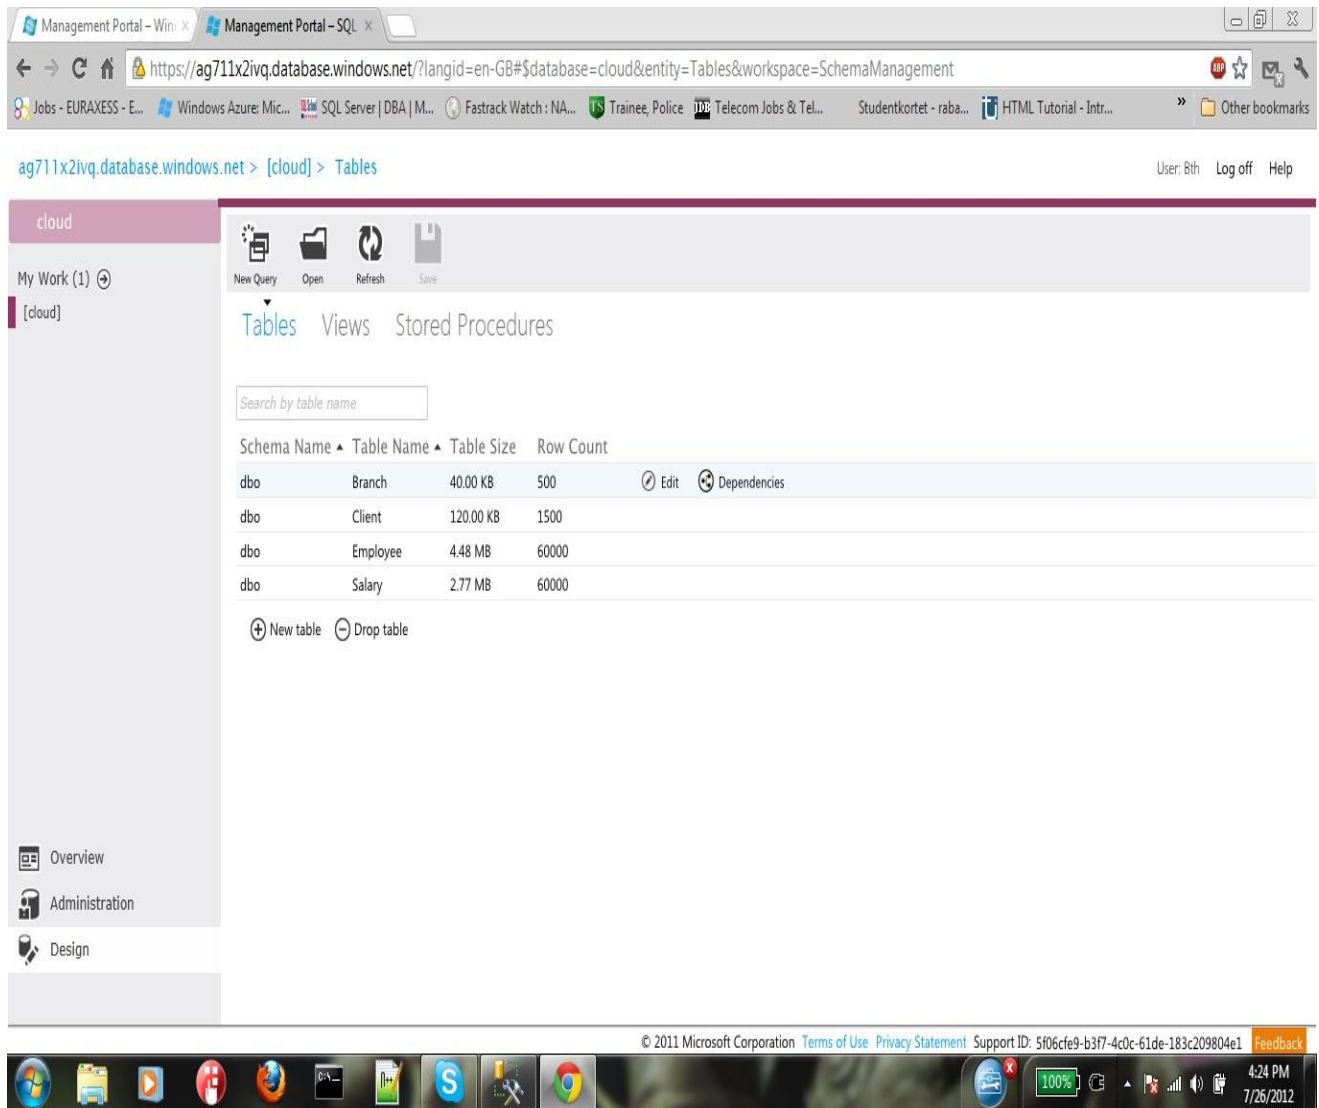 Management Portal – Win
Management Portal – SQL
https://ag711x2ivq.database.windows.net/?langid=en-GB#$database=cloud&entity=Tables&workspace=SchemaManagement
Jobs - EURAXESS - E... Windows Azure: Mic... SQL Server | DBA | M... Fastrack Watch : NA... TS Trainee, Police JDB Telecom Jobs & Tel... Studentkortet - raba... HTML Tutorial - Intr... » Other bookmarks
ag711x2ivq.database.windows.net > [cloud] > Tables
User: Bth Log off Help
cloud
My Work (1)
[cloud]
New Query Open Refresh Save
Tables Views Stored Procedures
Search by table name
Schema Name Table Name Table Size Row Count
dbo Branch 40.00 KB 500 Edit Dependencies
dbo Client 120.00 KB 1500
dbo Employee 4.48 MB 60000
dbo Salary 2.77 MB 60000
New table Drop table
Overview
Administration
Design
© 2011 Microsoft Corporation Terms of Use Privacy Statement Support ID: 5f06cfe9-b3f7-4c0c-61de-183c209804e1 Feedback
100%
4:24 PM
7/26/2012